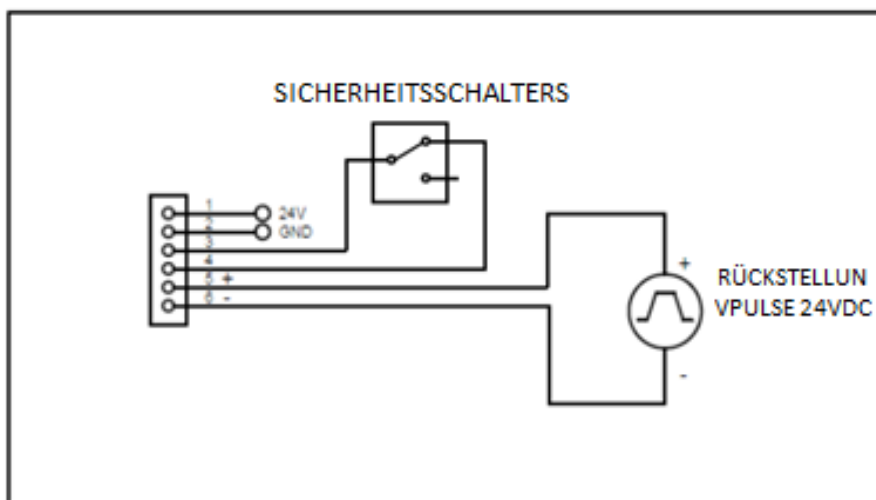 SICHERHEITSSCHALTERS
1
24V
2
GND
3
4
5 +
6 -
+
RÜCKSTELLUN
VPULSE 24VDC
-